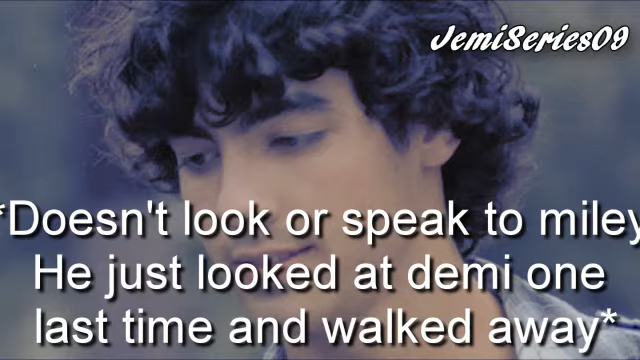 JemiSeries09
*Doesn't look or speak to miley
He just looked at demi one
last time and walked away*